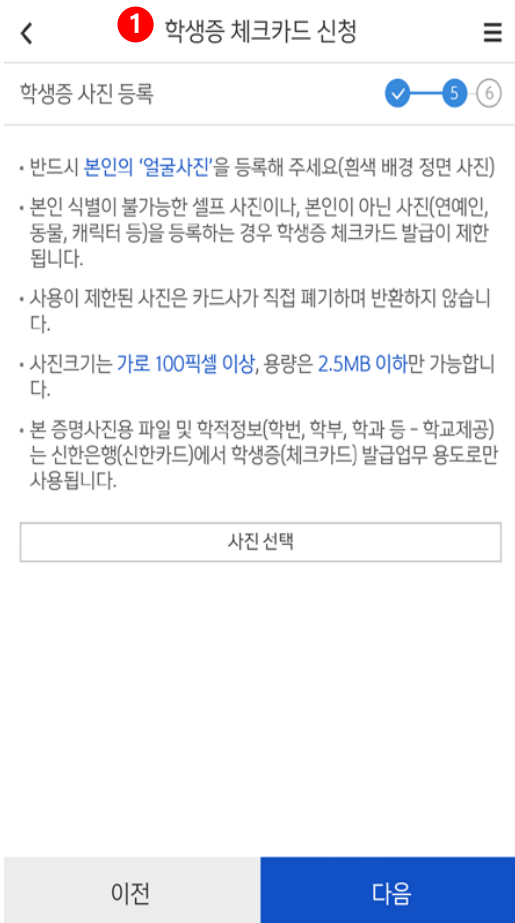 1 학생증 체크카드 신청
학생증 사진 등록 5 6
• 반드시 본인의 ‘얼굴사진’을 등록해 주세요(흰색 배경 정면 사진)
• 본인 식별이 불가능한 셀프 사진이나, 본인이 아닌 사진(연예인,
동물, 캐릭터 등)을 등록하는 경우 학생증 체크카드 발급이 제한
됩니다.
• 사용이 제한된 사진은 카드사가 직접 폐기하며 반환하지 않습니
다.
• 사진크기는 가로 100픽셀 이상, 용량은 2.5MB 이하만 가능합니
다.
• 본 증명사진용 파일 및 학적정보(학번, 학부, 학과 등 – 학교제공)
는 신한은행(신한카드)에서 학생증(체크카드) 발급업무 용도로만
사용됩니다.
사진 선택
이전 다음